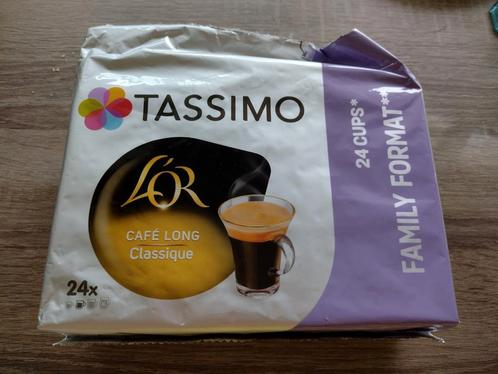 TASSIMO
L'OR
CAFÉ LONG
Classique
24x
24 CUPS*
FAMILY FORMAT**